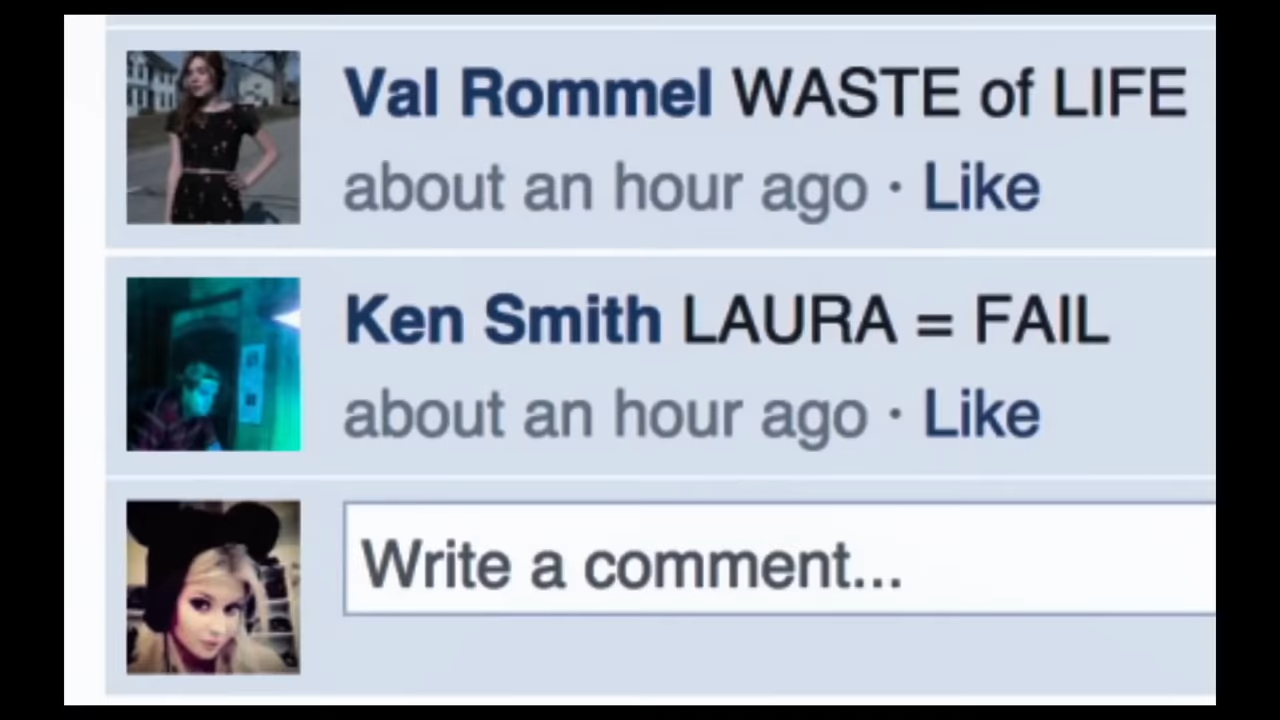 Val Rommel WASTE of LIFE
about an hour ago · Like
Ken Smith LAURA = FAIL
about an hour ago · Like
Write a comment...